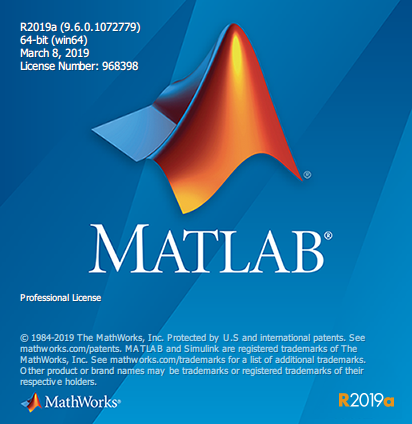 R2019a (9.6.0.1072779)
64-bit (win64)
March 8, 2019
License Number: 968398
®
MATLAB®
Professional License
© 1984-2019 The MathWorks, Inc. Protected by U.S and international patents. See
mathworks.com/patents. MATLAB and Simulink are registered trademarks of The
MathWorks, Inc. See mathworks.com/trademarks for a list of additional trademarks.
Other product or brand names may be trademarks or registered trademarks of their
respective holders.
MathWorks®
R2019a